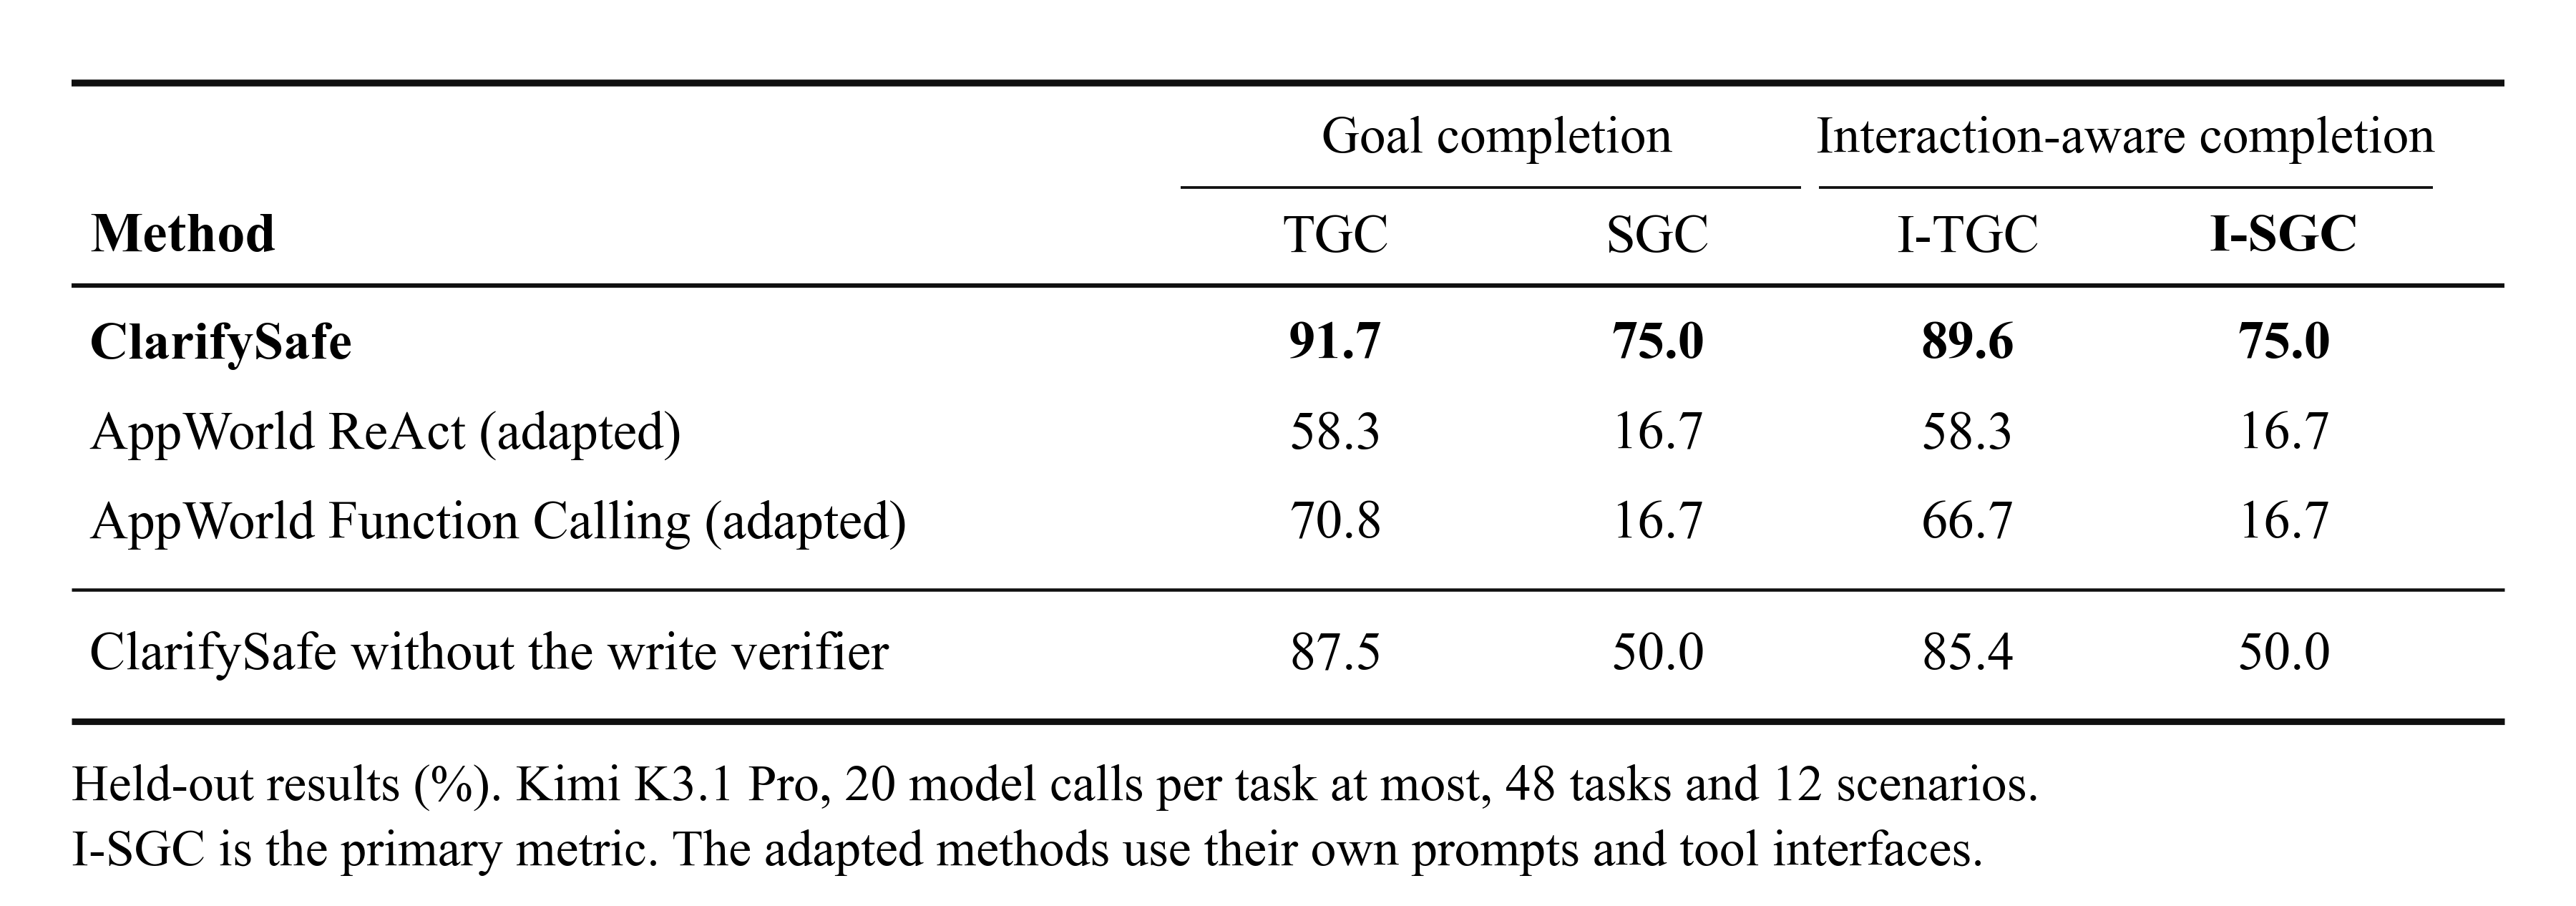 Goal completion Interaction-aware completion
Method TGC SGC I-TGC I-SGC
ClarifySafe 91.7 75.0 89.6 75.0
AppWorld ReAct (adapted) 58.3 16.7 58.3 16.7
AppWorld Function Calling (adapted) 70.8 16.7 66.7 16.7
ClarifySafe without the write verifier 87.5 50.0 85.4 50.0
Held-out results (%). Kimi K3.1 Pro, 20 model calls per task at most, 48 tasks and 12 scenarios.
I-SGC is the primary metric. The adapted methods use their own prompts and tool interfaces.